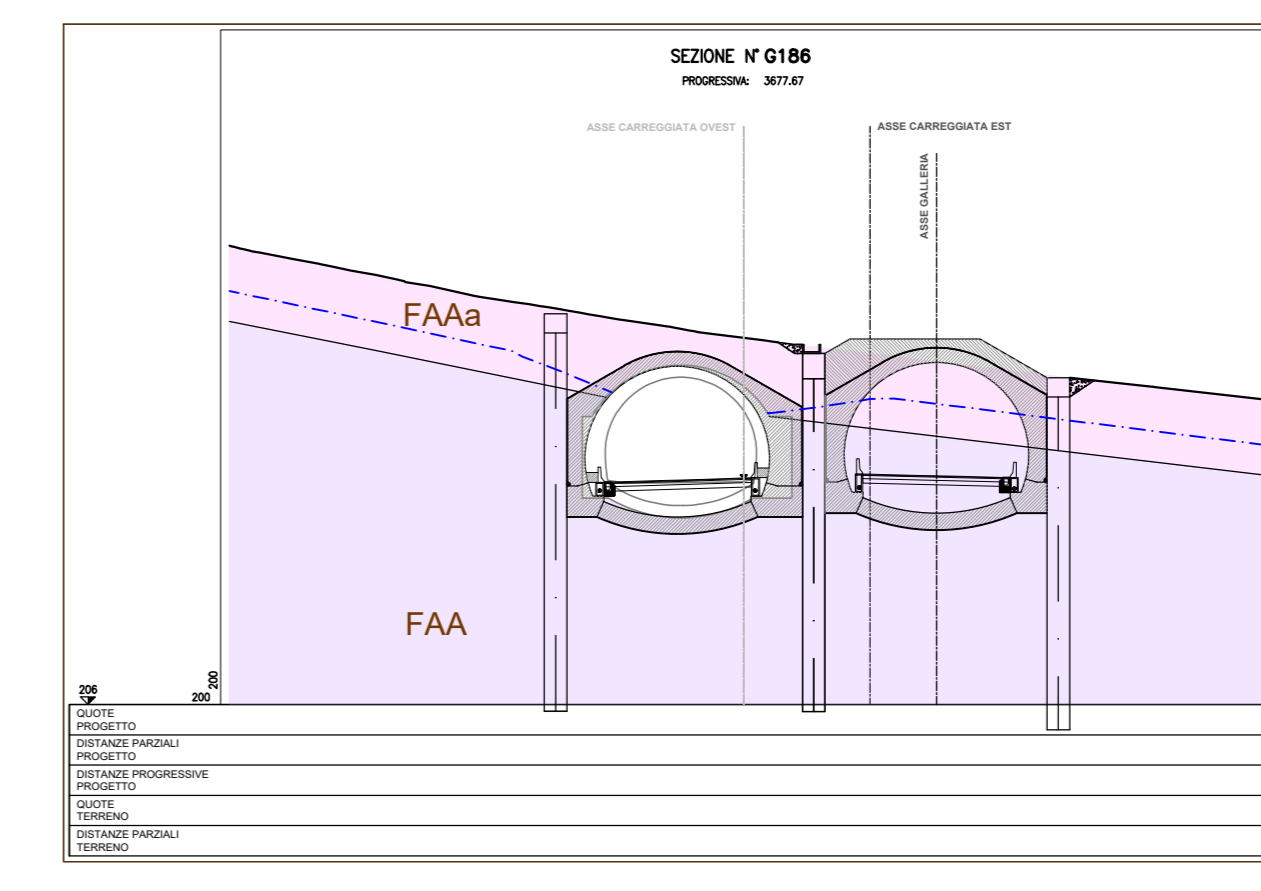 SEZIONE N° G186
PROGRESSIVA: 3677.67
ASSE CARREGGIATA OVEST
ASSE CARREGGIATA EST
ASSE GALLERIA
FAAa
FAA
206
200
200
QUOTE
PROGETTO
DISTANZE PARZIALI
PROGETTO
DISTANZE PROGRESSIVE
PROGETTO
QUOTE
TERRENO
DISTANZE PARZIALI
TERRENO